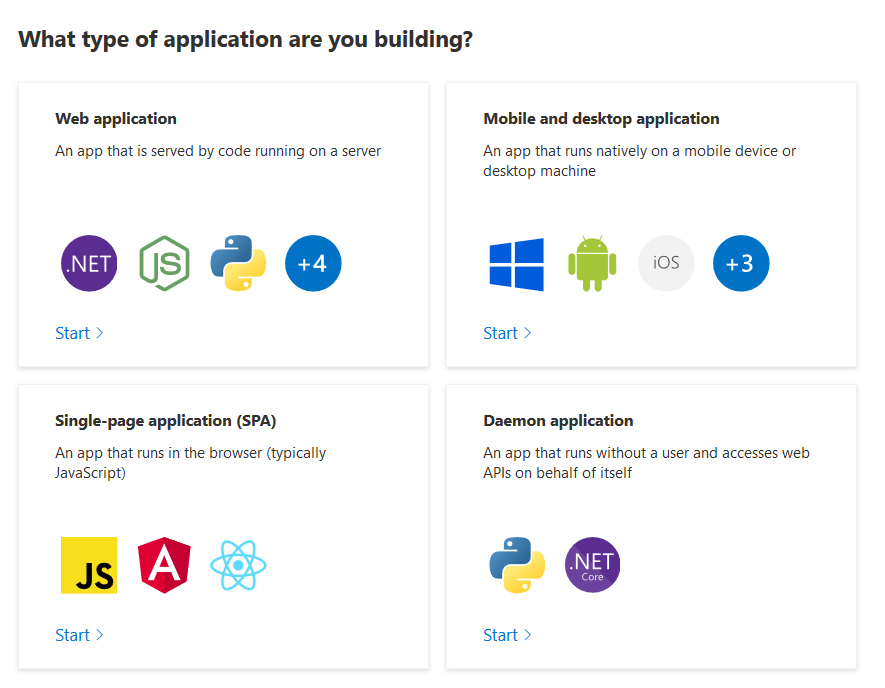 What type of application are you building?
Web application
An app that is served by code running on a server
.NET
JS
+4
Start
Mobile and desktop application
An app that runs natively on a mobile device or
desktop machine
iOS
+3
Start
Single-page application (SPA)
An app that runs in the browser (typically
JavaScript)
JS
A
Start
Daemon application
An app that runs without a user and accesses web
APIs on behalf of itself
.NET
Core
Start